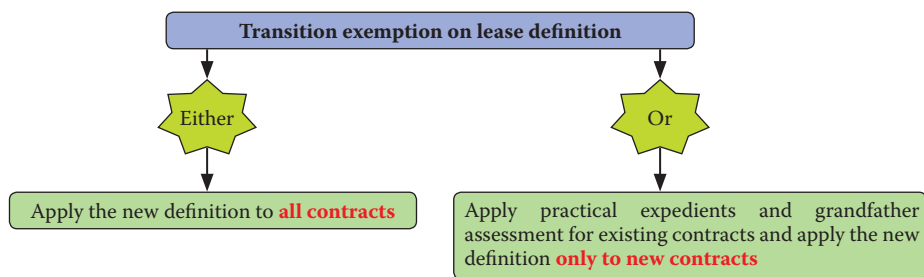 Transition exemption on lease definition
Either
Or
Apply the new definition to all contracts
Apply practical expedients and grandfather
assessment for existing contracts and apply the new
definition only to new contracts